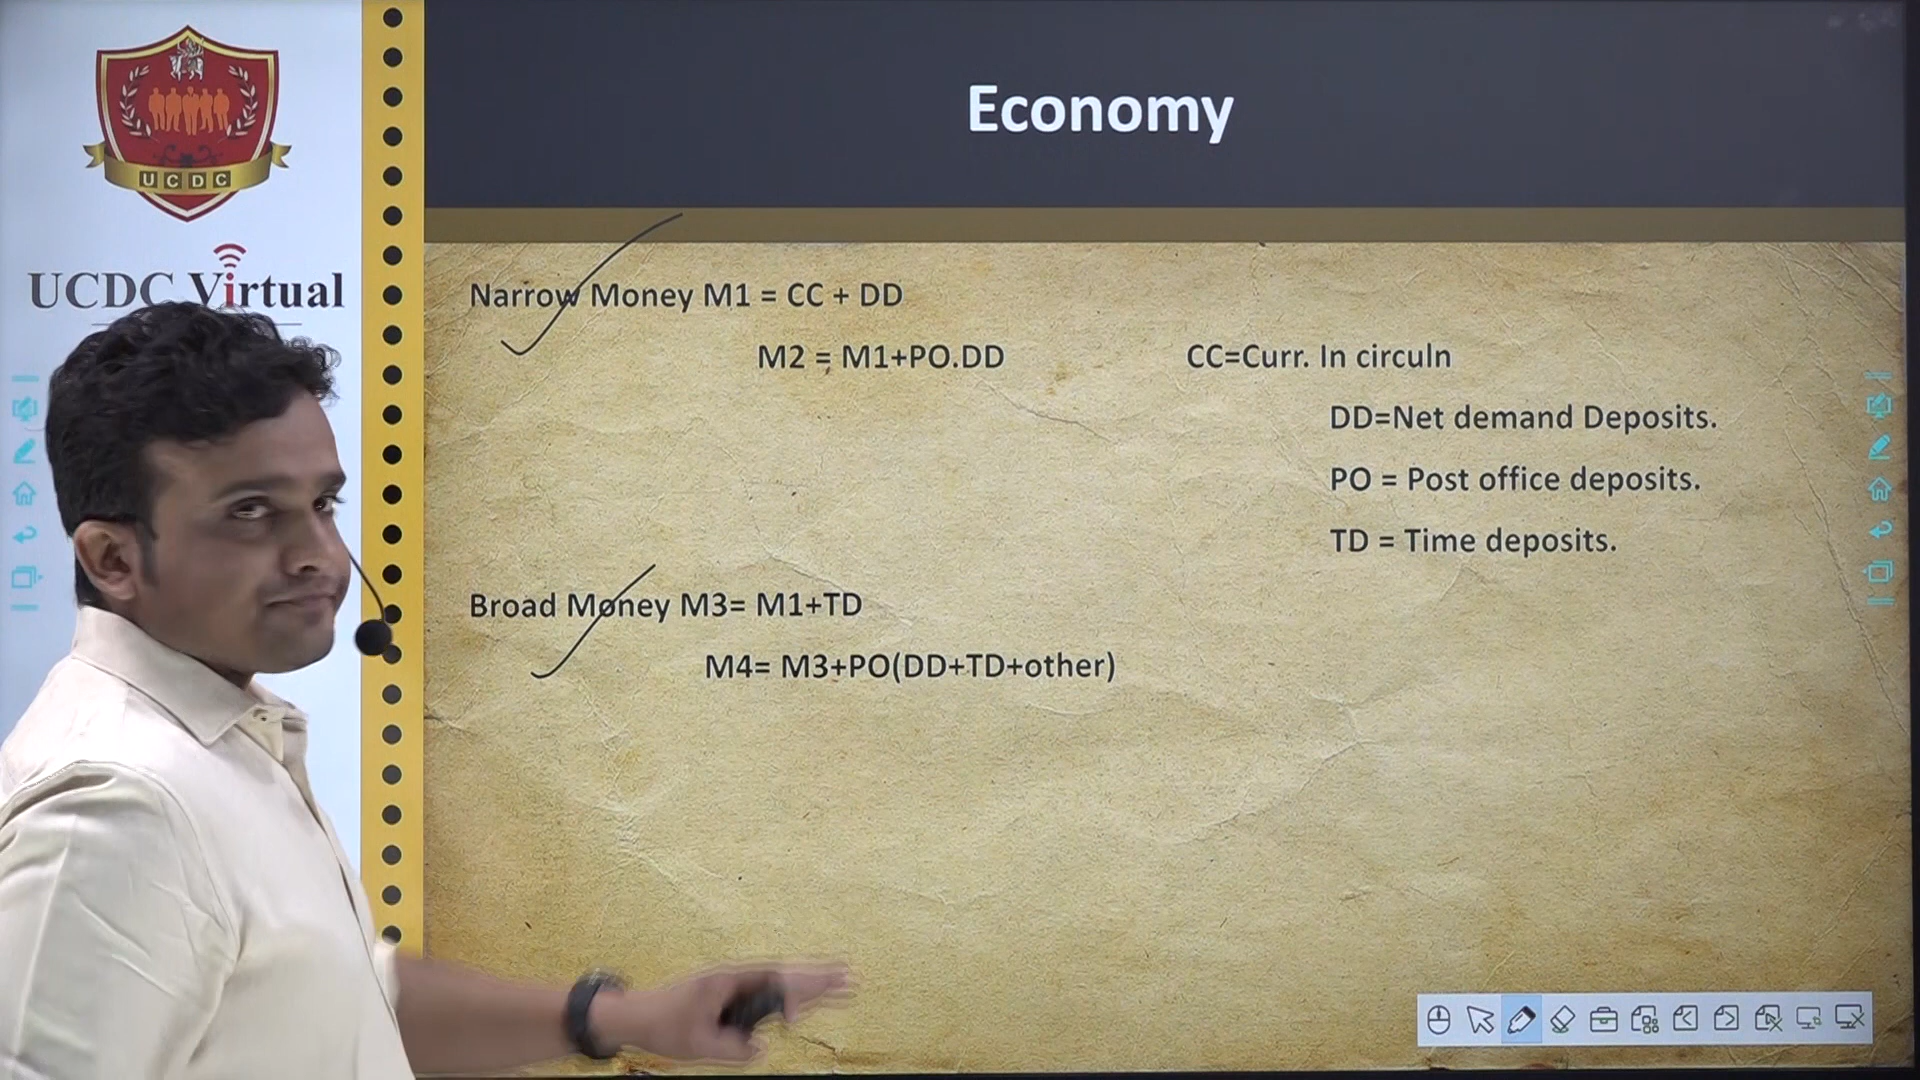 UCDC
UCDC Virtual
Economy
Narrow Money M1 = CC + DD
M2 = M1+PO.DD
CC=Curr. In circuln
DD=Net demand Deposits.
PO = Post office deposits.
TD = Time deposits.
Broad Money M3= M1+TD
M4= M3+PO(DD+TD+other)